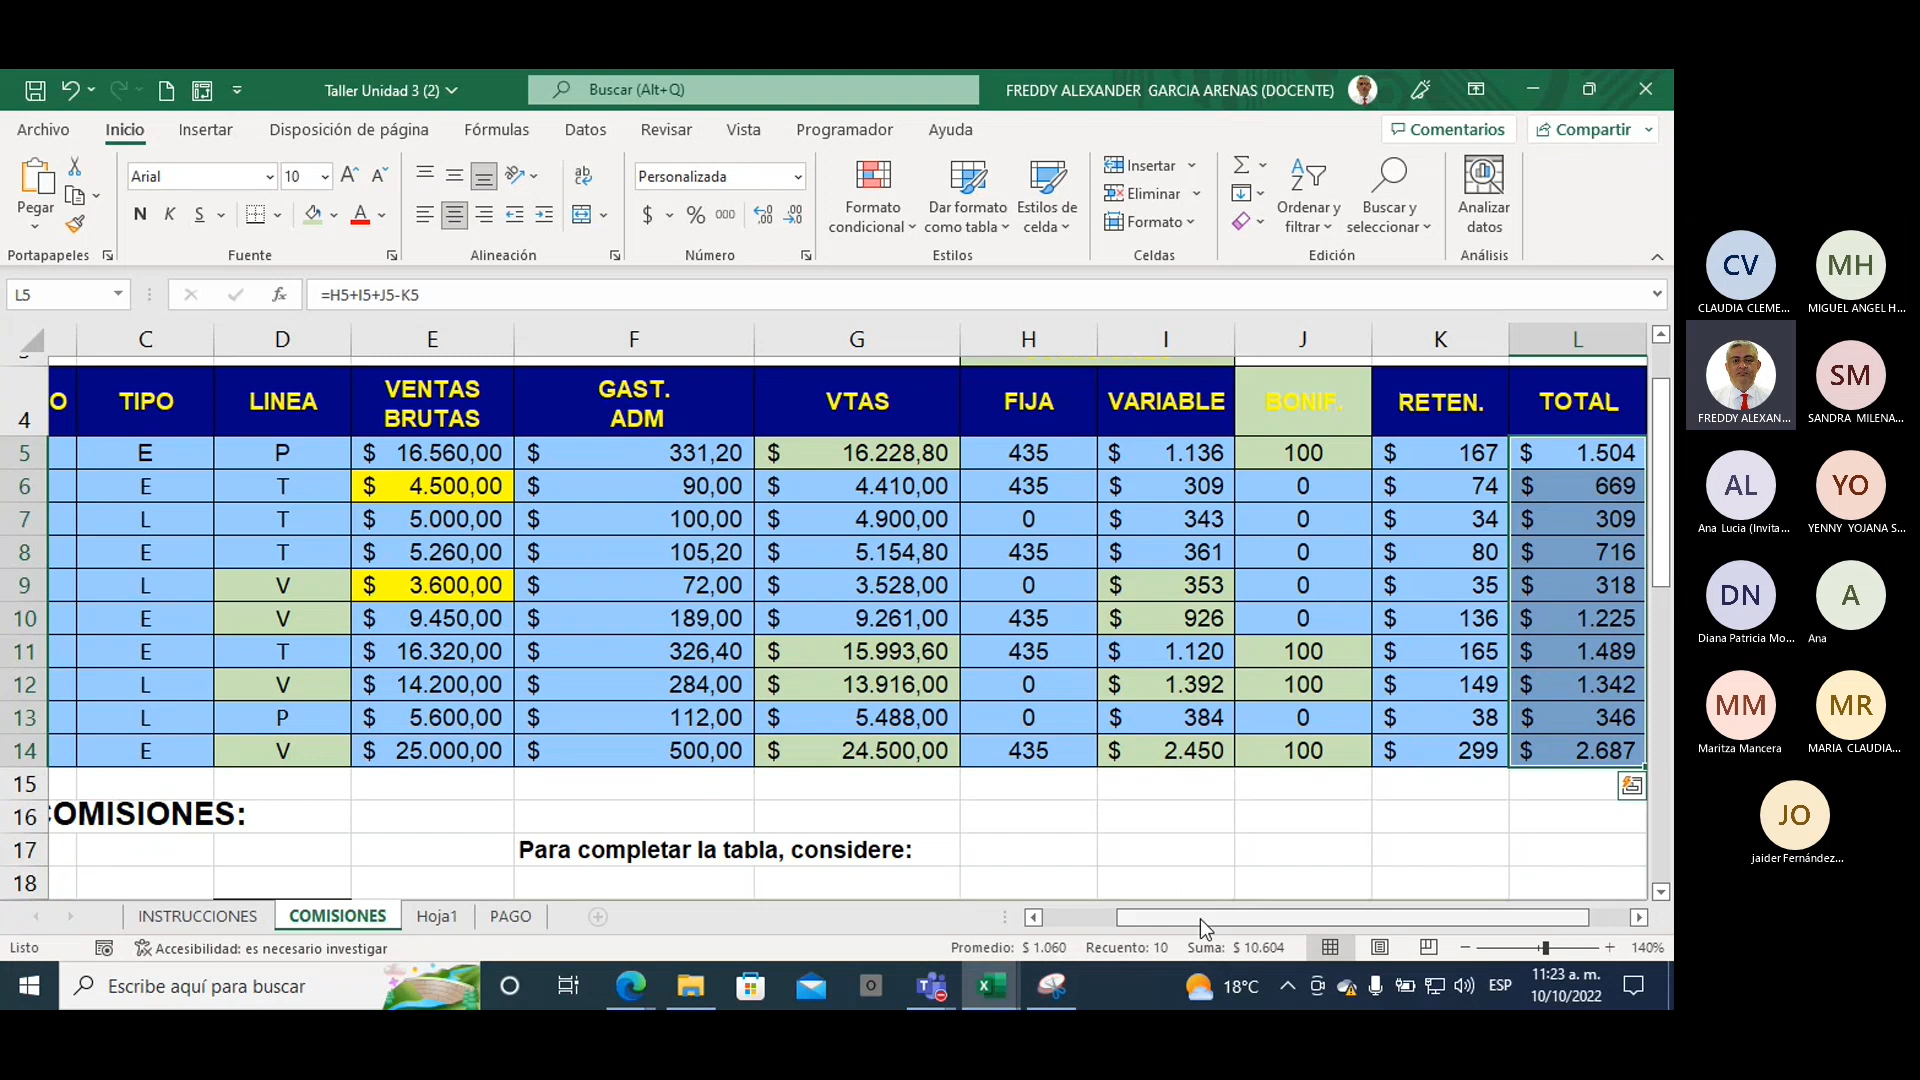 Taller Unidad 3 (2)
Buscar (Alt+Q)
FREDDY ALEXANDER GARCIA ARENAS (DOCENTE)
Archivo Inicio Insertar Disposición de página Fórmulas Datos Revisar Vista Programador Ayuda Comentarios Compartir
Pegar
Portapapeles
Arial 10
N K S
Fuente
Alineación
Personalizada
$ % 000
Número
Formato condicional
Dar formato como tabla
Estilos de celda
Estilos
Insertar
Eliminar
Formato
Celdas
Ordenar y filtrar
Buscar y seleccionar
Edición
Analizar datos
Análisis
L5 fx =H5+I5+J5-K5
C D E F G H I J K L
4 O TIPO LINEA VENTAS BRUTAS GAST. ADM VTAS FIJA VARIABLE BONIF. RETEN. TOTAL
5 E P $ 16.560,00 $ 331,20 $ 16.228,80 435 $ 1.136 100 $ 167 $ 1.504
6 E T $ 4.500,00 $ 90,00 $ 4.410,00 435 $ 309 0 $ 74 $ 669
7 L T $ 5.000,00 $ 100,00 $ 4.900,00 0 $ 343 0 $ 34 $ 309
8 E T $ 5.260,00 $ 105,20 $ 5.154,80 435 $ 361 0 $ 80 $ 716
9 L V $ 3.600,00 $ 72,00 $ 3.528,00 0 $ 353 0 $ 35 $ 318
10 E V $ 9.450,00 $ 189,00 $ 9.261,00 435 $ 926 0 $ 136 $ 1.225
11 E T $ 16.320,00 $ 326,40 $ 15.993,60 435 $ 1.120 100 $ 165 $ 1.489
12 L V $ 14.200,00 $ 284,00 $ 13.916,00 0 $ 1.392 100 $ 149 $ 1.342
13 L P $ 5.600,00 $ 112,00 $ 5.488,00 0 $ 384 0 $ 38 $ 346
14 E V $ 25.000,00 $ 500,00 $ 24.500,00 435 $ 2.450 100 $ 299 $ 2.687
15
16 OMISIONES:
17 Para completar la tabla, considere:
18
INSTRUCCIONES COMISIONES Hoja1 PAGO
Listo Accesibilidad: es necesario investigar Promedio: $ 1.060 Recuento: 10 Suma: $ 10.604 140%
Escribe aquí para buscar
18°C ESP 11:23 a. m.
10/10/2022
CV MH
CLAUDIA CLEME... MIGUEL ANGEL H...
SM
FREDDY ALEXAN... SANDRA MILENA...
AL YO
Ana Lucia (Invita... YENNY YOJANA S...
DN A
Diana Patricia Mo... Ana
MM MR
Maritza Mancera MARIA CLAUDIA...
JO
jaider Fernández...